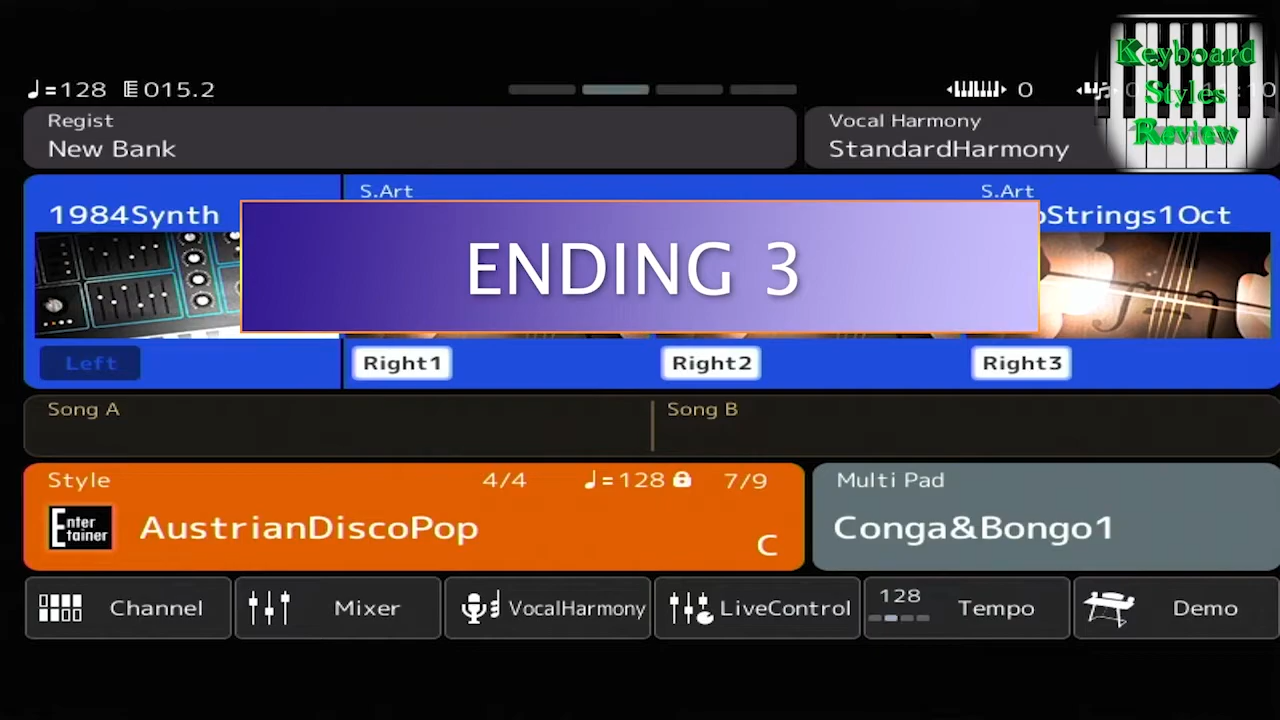 Keyboard
Styles
Review
♩=128 015.2
0
Regist
New Bank
Vocal Harmony
StandardHarmony
S.Art
S.Art
1984Synth
Strings1Oct
ENDING 3
Left
Right1
Right2
Right3
Song A
Song B
Style 4/4 ♩=128 7/9
Enter
tainer
AustrianDiscoPop
C
Multi Pad
Conga&Bongo1
Channel
Mixer
VocalHarmony
LiveControl
128
Tempo
Demo